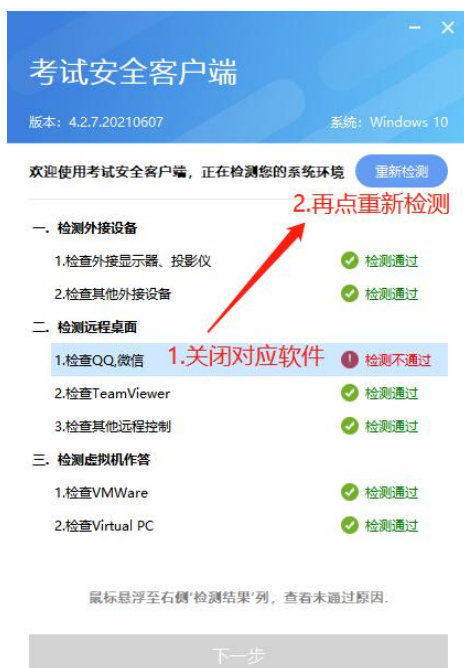 考试安全客户端
版本：4.2.7.20210607 系统：Windows 10
欢迎使用考试安全客户端，正在检测您的系统环境 重新检测
2.再点重新检测
一. 检测外接设备
1.检查外接显示器、投影仪 检测通过
2.检查其他外接设备 检测通过
二. 检测远程桌面
1.检查QQ,微信 1.关闭对应软件 检测不通过
2.检查TeamViewer 检测通过
3.检查其他远程控制 检测通过
三. 检测虚拟机作答
1.检查VMWare 检测通过
2.检查Virtual PC 检测通过
鼠标悬浮至右侧'检测结果'列，查看未通过原因.
下一步